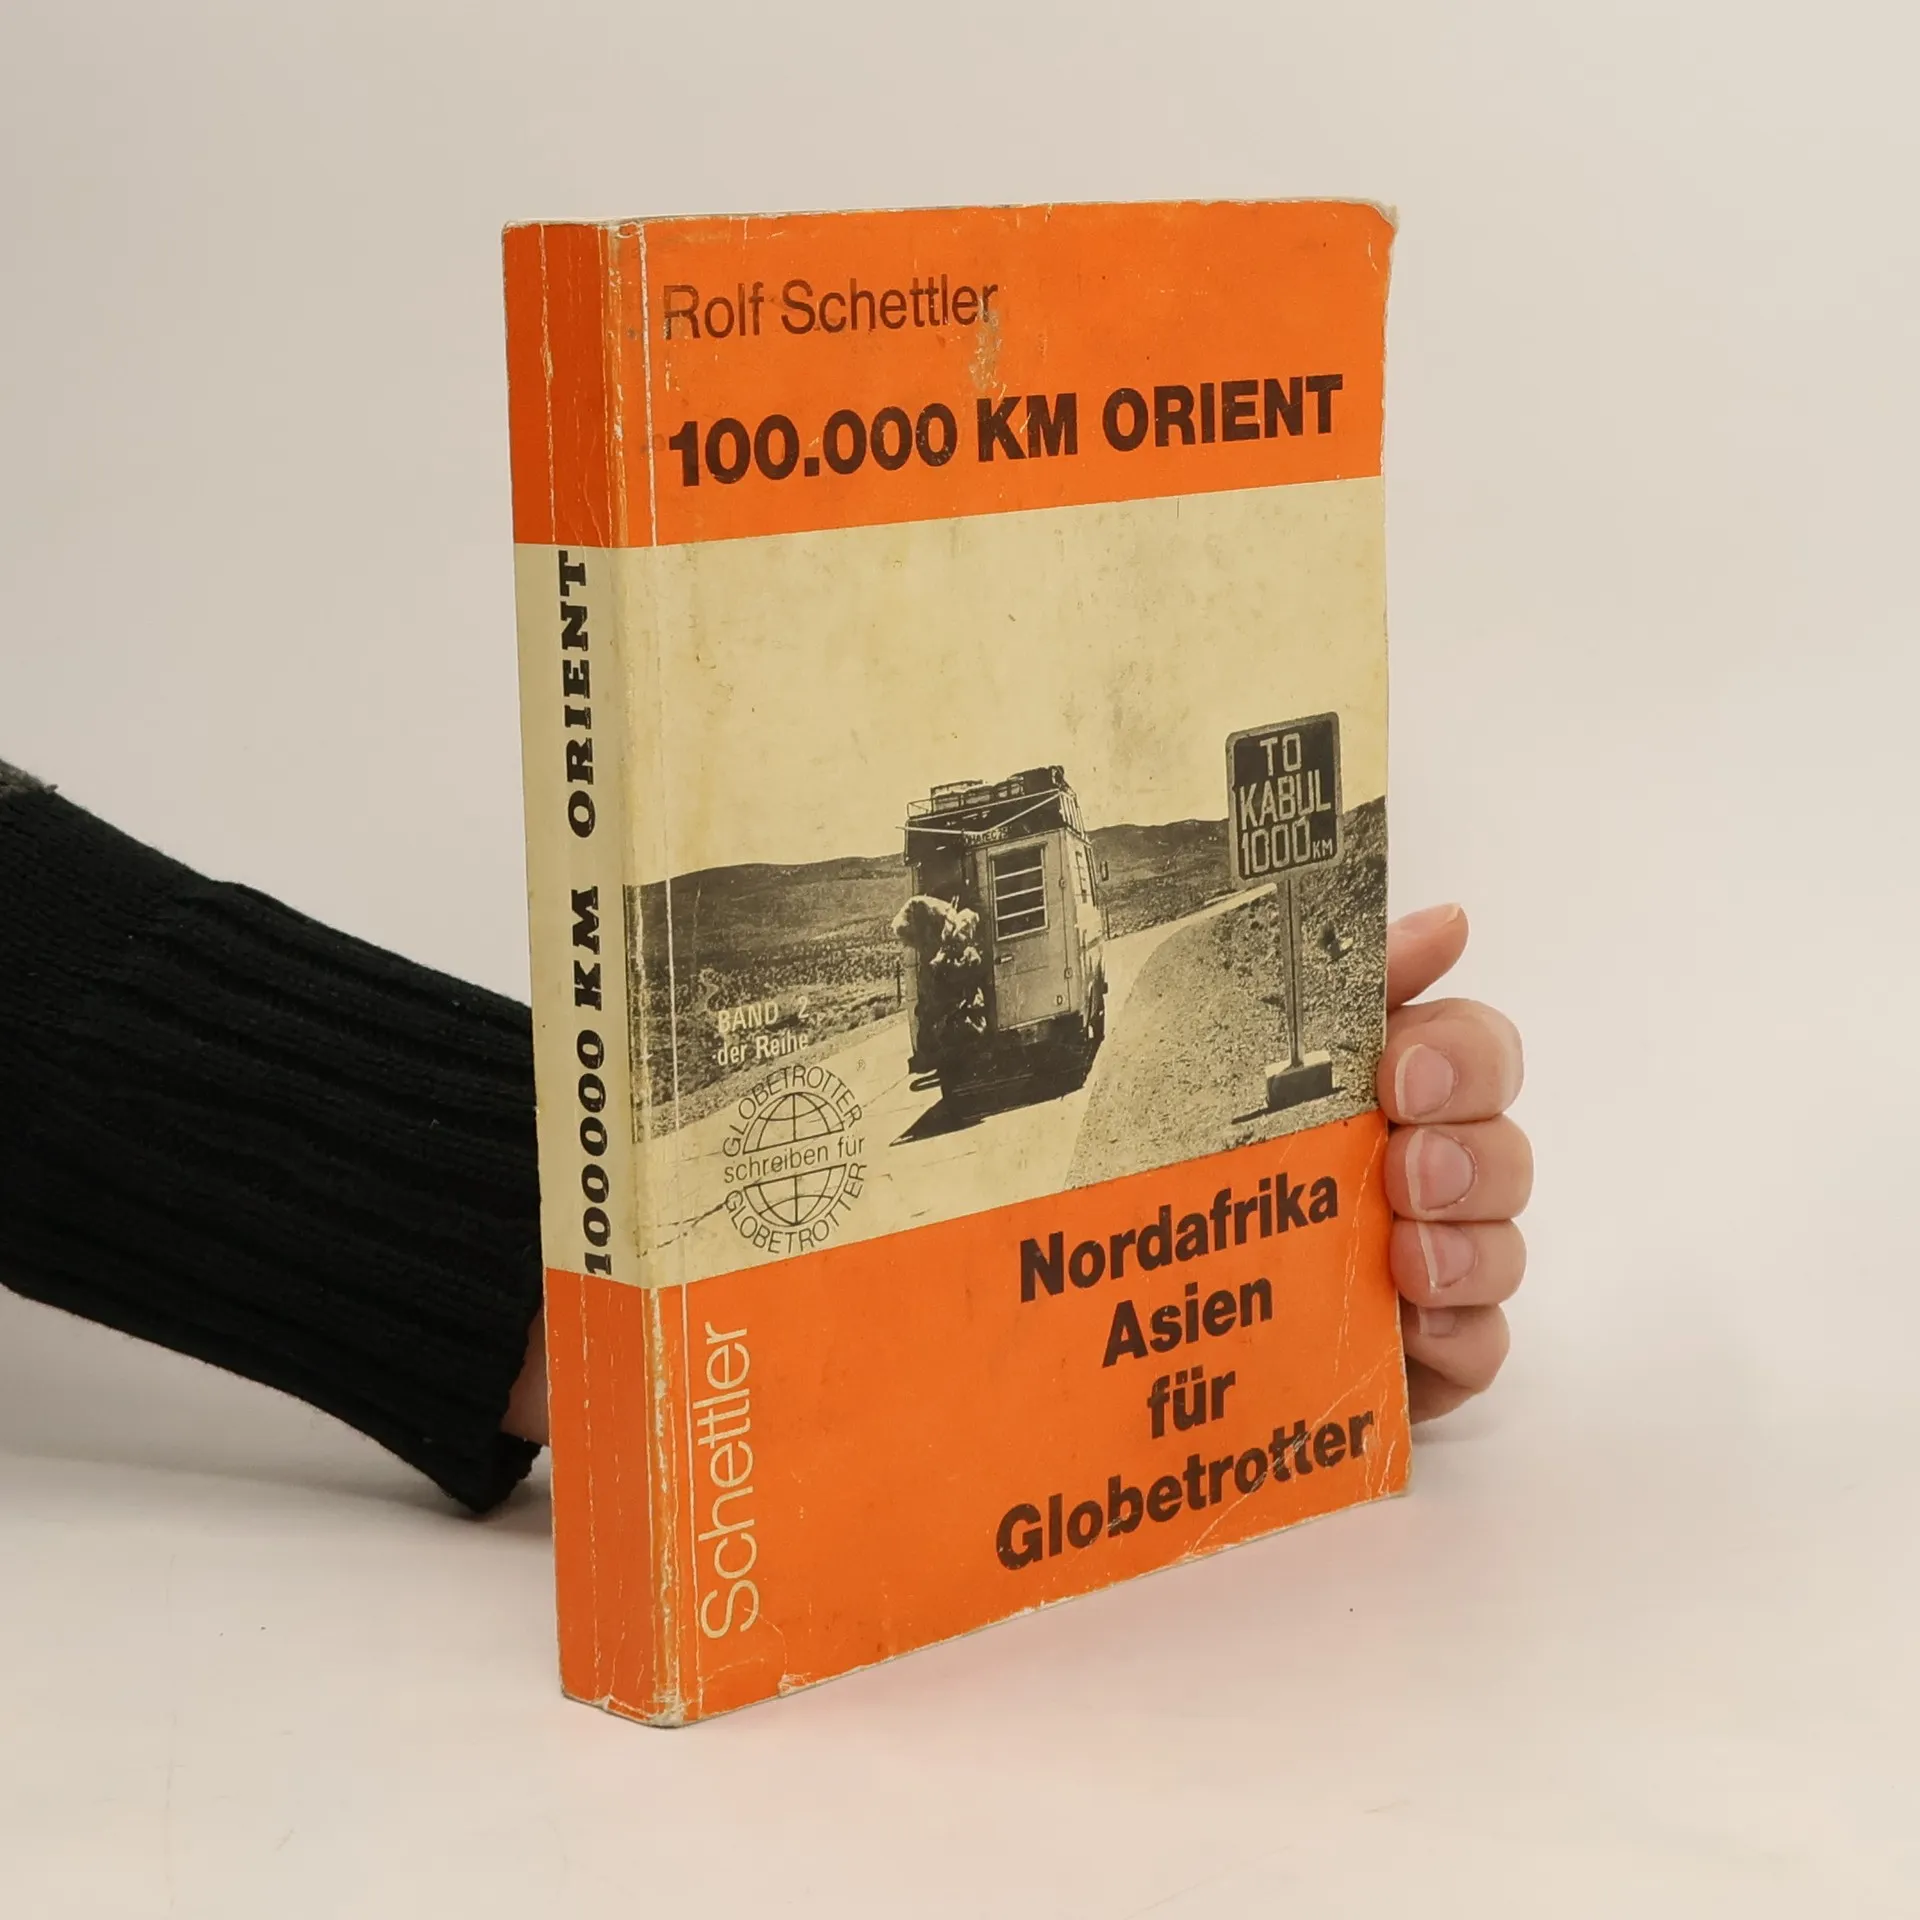 Rolf Schettler
100.000 KM ORIENT
100000 KM ORIENT
TO
KABUL
1000 KM
BAND 2
der Reihe
GLOBETROTTER
®
schreiben für
GLOBETROTTER
Nordafrika
Asien
für
Globetrotter
Schettler